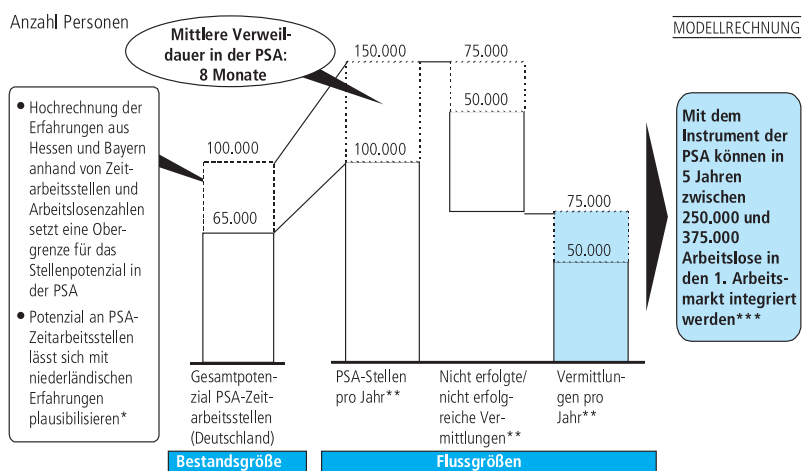 Anzahl Personen
MODELLRECHNUNG
Mittlere Verweil-
dauer in der PSA:
8 Monate
• Hochrechnung der
Erfahrungen aus
Hessen und Bayern
anhand von Zeit-
arbeitsstellen und
Arbeitslosenzahlen
setzt eine Ober-
grenze für das
Stellenpotenzial in
der PSA
• Potenzial an PSA-
Zeitarbeitsstellen
lässt sich mit
niederländischen
Erfahrungen
plausibilisieren*
100.000
65.000
150.000
100.000
75.000
50.000
75.000
50.000
Mit dem
Instrument der
PSA können in
5 Jahren
zwischen
250.000 und
375.000
Arbeitslose in
den 1. Arbeits-
markt integriert
werden***
Gesamtpoten-
zial PSA-Zeit-
arbeitsstellen
(Deutschland)
PSA-Stellen
pro Jahr**
Nicht erfolgte/
nicht erfolg-
reiche Ver-
mittlungen**
Vermittlun-
gen pro
Jahr**
Bestandsgröße
Flussgrößen